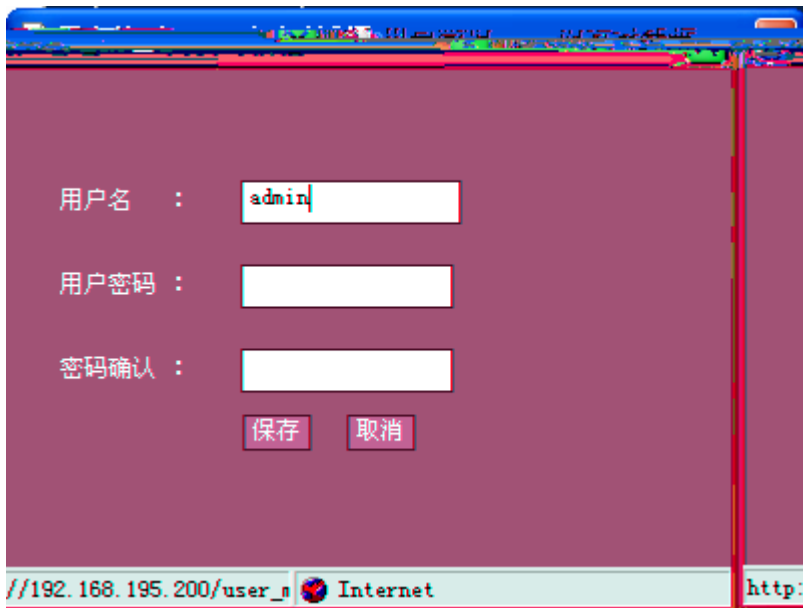 用户名 : admin
用户密码 :
密码确认 :
保存 取消
//192.168.195.200/user_m Internet http: